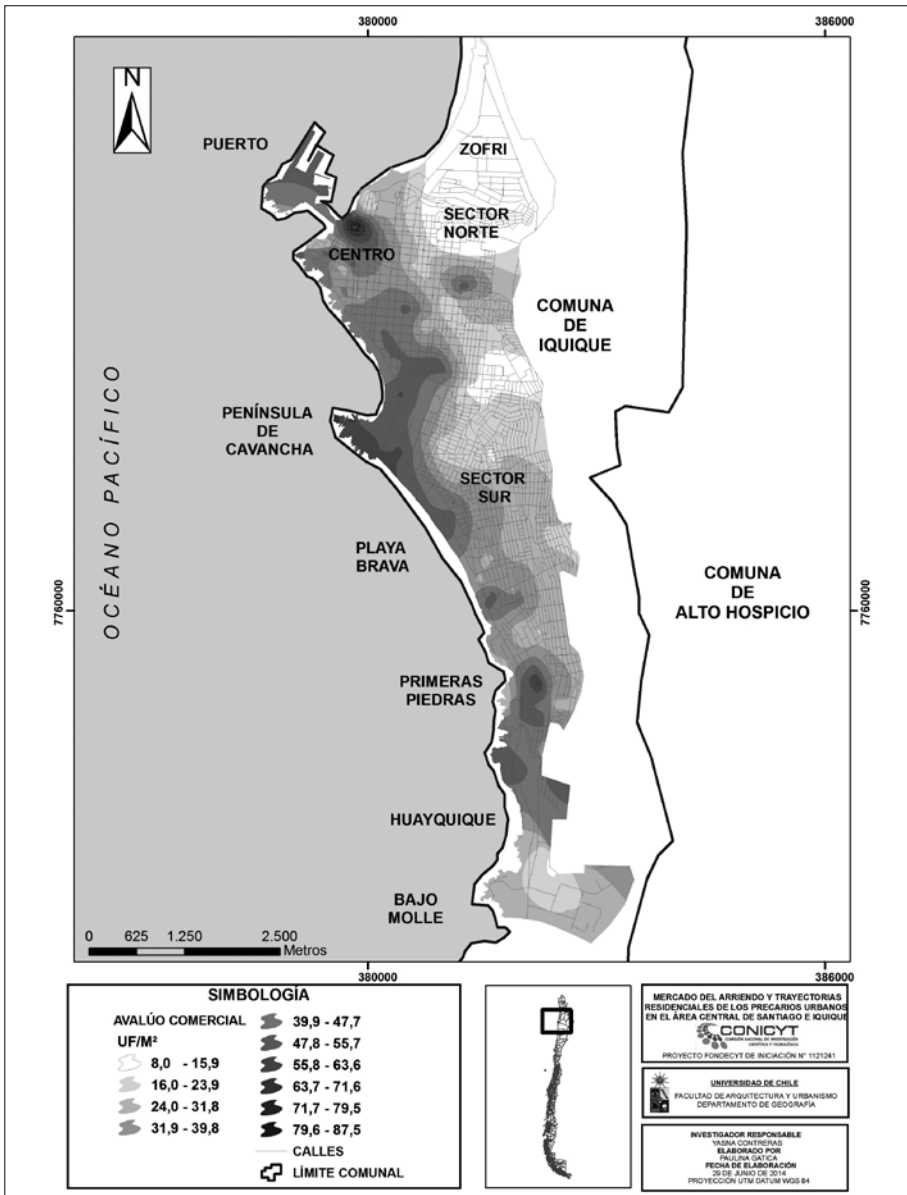 380000
386000
N
PUERTO
ZOFRI
SECTOR
NORTE
CENTRO
COMUNA
DE
IQUIQUE
OCÉANO PACÍFICO
PENÍNSULA
DE
CAVANCHA
SECTOR
SUR
PLAYA
BRAVA
COMUNA
DE
ALTO HOSPICIO
7760000
7760000
PRIMERAS
PIEDRAS
HUAYQUIQUE
BAJO
MOLLE
0 625 1.250 2.500
Metros
380000
386000
SIMBOLOGÍA
AVALÚO COMERCIAL
UF/M²
8,0 - 15,9
16,0 - 23,9
24,0 - 31,8
31,9 - 39,8
39,9 - 47,7
47,8 - 55,7
55,8 - 63,6
63,7 - 71,6
71,7 - 79,5
79,6 - 87,5
CALLES
LÍMITE COMUNAL
MERCADO DEL ARRIENDO Y TRAYECTORIAS
RESIDENCIALES DE LOS PRECARIOS URBANOS
EN EL ÁREA CENTRAL DE SANTIAGO E IQUIQUE
CONICYT
COMISIÓN NACIONAL DE INVESTIGACIÓN
CIENTÍFICA Y TECNOLÓGICA
PROYECTO FONDECYT DE INICIACIÓN N° 1121241
UNIVERSIDAD DE CHILE
FACULTAD DE ARQUITECTURA Y URBANISMO
DEPARTAMENTO DE GEOGRAFÍA
INVESTIGADOR RESPONSABLE
YASNA CONTRERAS
ELABORADO POR
PAULINA GATICA
FECHA DE ELABORACIÓN
29 DE JUNIO DE 2014
PROYECCIÓN UTM DATUM WGS 84